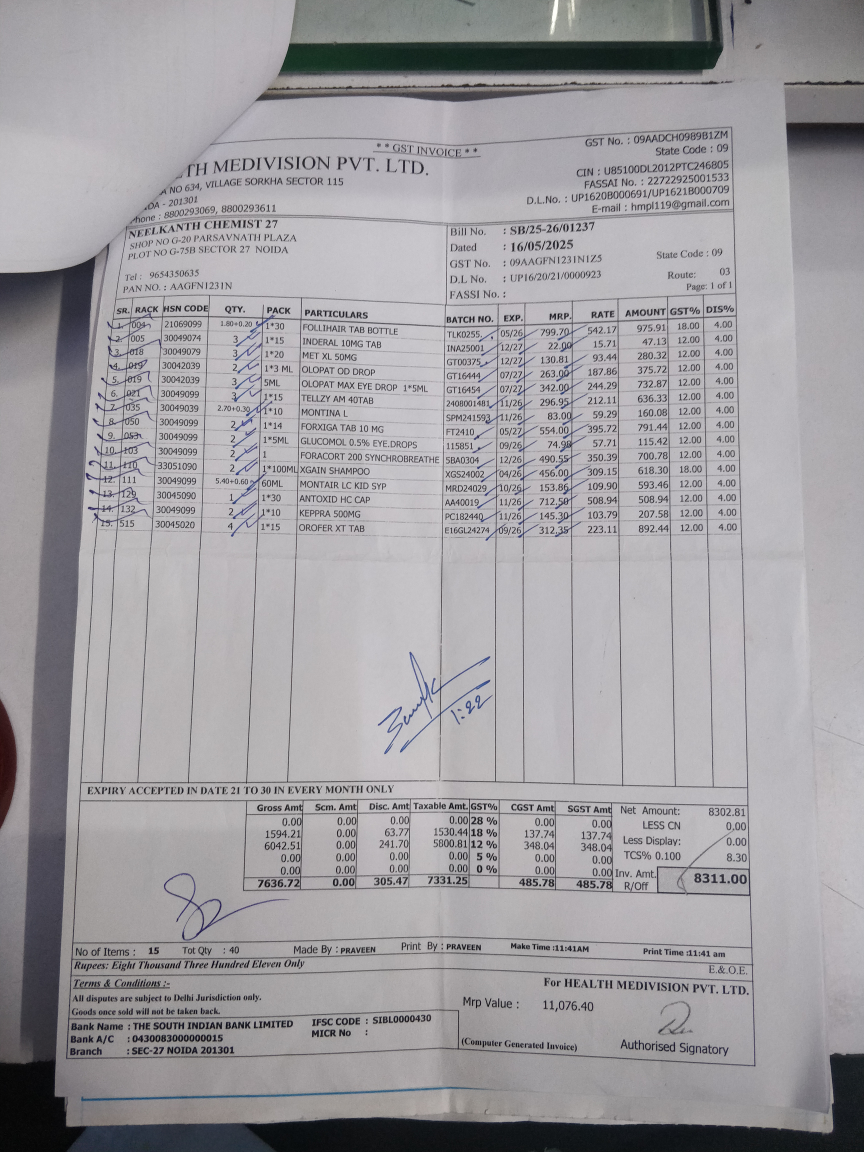 * * GST INVOICE * *
GST No. : 09AADCH0989B1ZM
State Code : 09
LTH MEDIVISION PVT. LTD.
CIN : U85100DL2012PTC246805
A NO 634, VILLAGE SORKHA SECTOR 115
FASSAI No. : 22722925001533
DA - 201301
D.L.No. : UP1620B000691/UP1621B000709
Phone : 8800293069, 8800293611
E-mail : hmpl119@gmail.com
NEELKANTH CHEMIST 27
SHOP NO G-20 PARSAVNATH PLAZA
PLOT NO G-75B SECTOR 27 NOIDA
Tel : 9654350635
PAN NO. : AAGFN1231N
Bill No. : SB/25-26/01237
Dated : 16/05/2025
GST No. : 09AAGFN1231N1Z5 State Code : 09
D.L No. : UP16/20/21/0000923 Route: 03
FASSI No. : Page: 1 of 1
SR. RACK HSN CODE QTY. PACK PARTICULARS BATCH NO. EXP. MRP. RATE AMOUNT GST% DIS%
1. 004 21069099 1.80+0.20 1*30 FOLLIHAIR TAB BOTTLE TLK0255 05/26 799.70 542.17 975.91 18.00 4.00
2. 005 30049074 3 1*15 INDERAL 10MG TAB INA25001 12/27 22.00 15.71 47.13 12.00 4.00
3. 018 30049079 3 1*20 MET XL 50MG GT00375 12/27 130.81 93.44 280.32 12.00 4.00
4. 019 30042039 2 1*3 ML OLOPAT OD DROP GT16444 07/27 263.00 187.86 375.72 12.00 4.00
5. 019 30042039 3 5ML OLOPAT MAX EYE DROP 1*5ML GT16454 07/27 342.00 244.29 732.87 12.00 4.00
6. 021 30049099 3 1*15 TELLZY AM 40TAB 2408001481 11/26 296.95 212.11 636.33 12.00 4.00
7. 035 30049039 2.70+0.30 1*10 MONTINA L SPM241593 11/26 83.00 59.29 160.08 12.00 4.00
8. 050 30049099 2 1*14 FORXIGA TAB 10 MG FT2410 05/27 554.00 395.72 791.44 12.00 4.00
9. 053 30049099 2 1*5ML GLUCOMOL 0.5% EYE.DROPS 115851 09/26 74.98 57.71 115.42 12.00 4.00
10. 103 30049099 2 1 FORACORT 200 SYNCHROBREATHE SBA0304 12/26 490.55 350.39 700.78 12.00 4.00
11. 110 33051090 2 1*100ML XGAIN SHAMPOO XGS24002 04/26 456.00 309.15 618.30 18.00 4.00
12. 111 30049099 5.40+0.60 60ML MONTAIR LC KID SYP MRD24029 10/26 153.86 109.90 593.46 12.00 4.00
13. 129 30045090 1 1*30 ANTOXID HC CAP AA40019 11/26 712.50 508.94 508.94 12.00 4.00
14. 132 30049099 2 1*10 KEPPRA 500MG PC182440 11/26 145.30 103.79 207.58 12.00 4.00
15. 515 30045020 4 1*15 OROFER XT TAB E16GL24274 09/26 312.35 223.11 892.44 12.00 4.00
1:22
EXPIRY ACCEPTED IN DATE 21 TO 30 IN EVERY MONTH ONLY
Gross Amt Scm. Amt Disc. Amt Taxable Amt. GST% CGST Amt SGST Amt
0.00 0.00 0.00 0.00 28 % 0.00 0.00
1594.21 0.00 63.77 1530.44 18 % 137.74 137.74
6042.51 0.00 241.70 5800.81 12 % 348.04 348.04
0.00 0.00 0.00 0.00 5 % 0.00 0.00
0.00 0.00 0.00 0.00 0 % 0.00 0.00
7636.72 0.00 305.47 7331.25 485.78 485.78
Net Amount: 8302.81
LESS CN 0.00
Less Display: 0.00
TCS% 0.100 8.30
Inv. Amt. R/Off 8311.00
No of Items : 15 Tot Qty : 40 Made By : PRAVEEN Print By : PRAVEEN Make Time :11:41AM Print Time :11:41 am
Rupees: Eight Thousand Three Hundred Eleven Only
E.& O.E.
Terms & Conditions :-
All disputes are subject to Delhi Jurisdiction only.
Goods once sold will not be taken back.
For HEALTH MEDIVISION PVT. LTD.
Mrp Value : 11,076.40
Bank Name : THE SOUTH INDIAN BANK LIMITED IFSC CODE : SIBL0000430
Bank A/C : 0430083000000015 MICR No :
Branch : SEC-27 NOIDA 201301
(Computer Generated Invoice)
Authorised Signatory